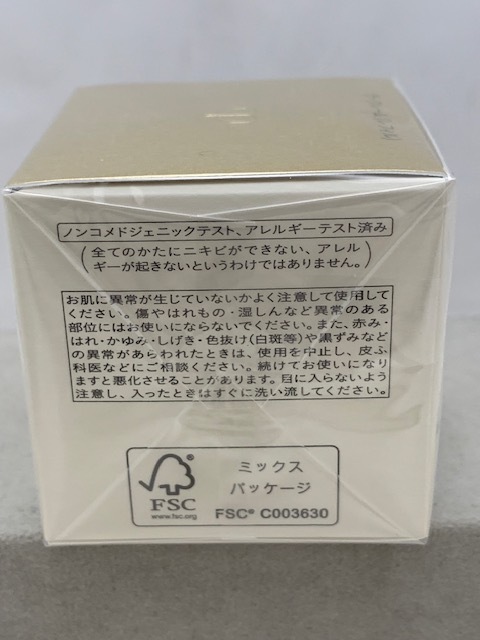 ノンコメドジェニックテスト、アレルギーテスト済み
(全てのかたにニキビができない、アレル
ギーが起きないというわけではありません。)
お肌に異常が生じていないかよく注意して使用して
ください。傷やはれもの・湿しんなど異常のある
部位にはお使いにならないでください。また、赤み・
はれ・かゆみ・しげき・色抜け(白斑等)や黒ずみなど
の異常があらわれたときは、使用を中止し、皮ふ
科医などにご相談ください。続けてお使いになり
ますと悪化させることがあります。目に入らないよう
注意し、入ったときはすぐに洗い流してください。
FSC
www.fsc.org
ミックス
パッケージ
FSC® C003630